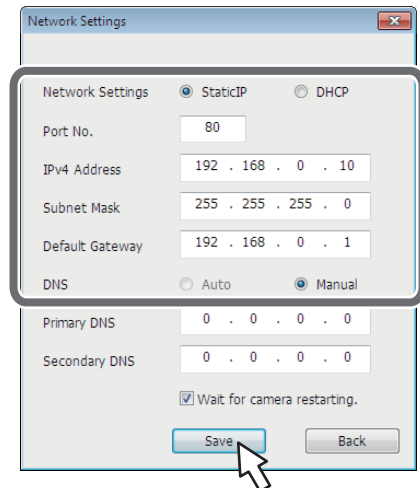 Network Settings
Network Settings StaticIP DHCP
Port No. 80
IPv4 Address 192 . 168 . 0 . 10
Subnet Mask 255 . 255 . 255 . 0
Default Gateway 192 . 168 . 0 . 1
DNS Auto Manual
Primary DNS 0 . 0 . 0 . 0
Secondary DNS 0 . 0 . 0 . 0
Wait for camera restarting.
Save Back